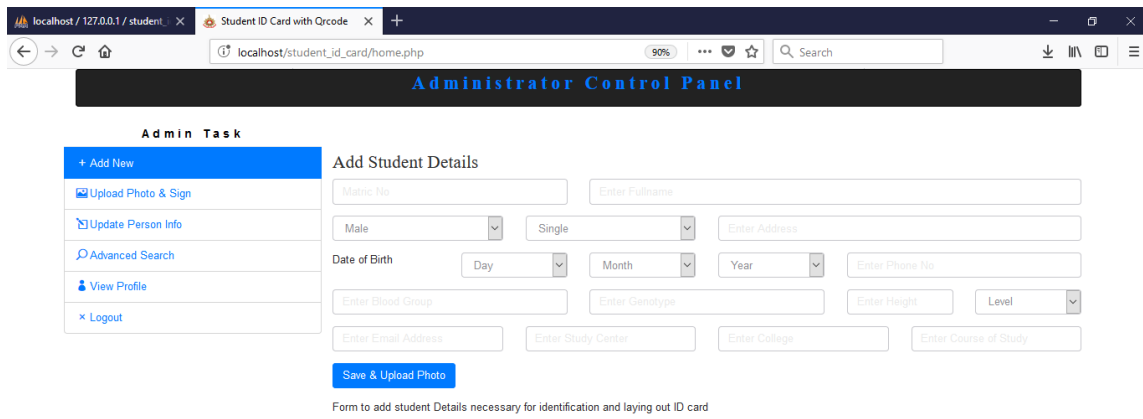 localhost / 127.0.0.1 / student_i
Student ID Card with Qrcode
localhost/student_id_card/home.php
90%
Search
Administrator Control Panel
Admin Task
+ Add New
Upload Photo & Sign
Update Person Info
Advanced Search
View Profile
× Logout
Add Student Details
Matric No
Enter Fullname
Male
Single
Enter Address
Date of Birth
Day
Month
Year
Enter Phone No
Enter Blood Group
Enter Genotype
Enter Height
Level
Enter Email Address
Enter Study Center
Enter College
Enter Course of Study
Save & Upload Photo
Form to add student Details necessary for identification and laying out ID card